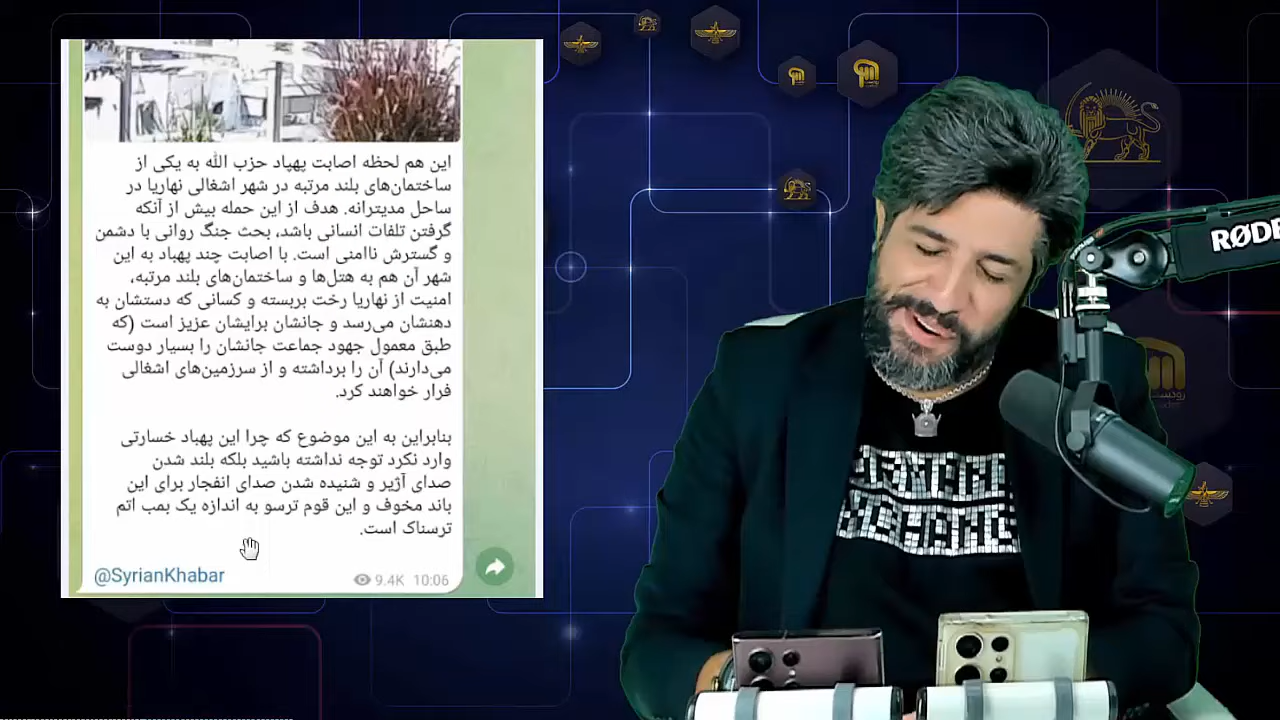 این هم لحظه اصابت پهپاد حزب الله به یکی از
ساختمان‌های بلند مرتبه در شهر اشغالی نهاریا در
ساحل مدیترانه. هدف از این حمله بیش از آنکه
گرفتن تلفات انسانی باشد، بحث جنگ روانی با دشمن
و گسترش ناامنی است. با اصابت چند پهپاد به این
شهر آن هم به هتل‌ها و ساختمان‌های بلند مرتبه،
امنیت از نهاریا رخت بربسته و کسانی که دستشان به
دهنشان می‌رسد و جانشان برایشان عزیز است (که
طبق معمول جهود جماعت جانشان را بسیار دوست
می‌دارند) آن را برداشته و از سرزمین‌های اشغالی
فرار خواهند کرد.
بنابراین به این موضوع که چرا این پهپاد خسارتی
وارد نکرد توجه نداشته باشید بلکه بلند شدن
صدای آژیر و شنیده شدن صدای انفجار برای این
باند مخوف و این قوم ترسو به اندازه یک بمب اتم
ترسناک است.
@SyrianKhabar
9.4K 10:06
RØDE